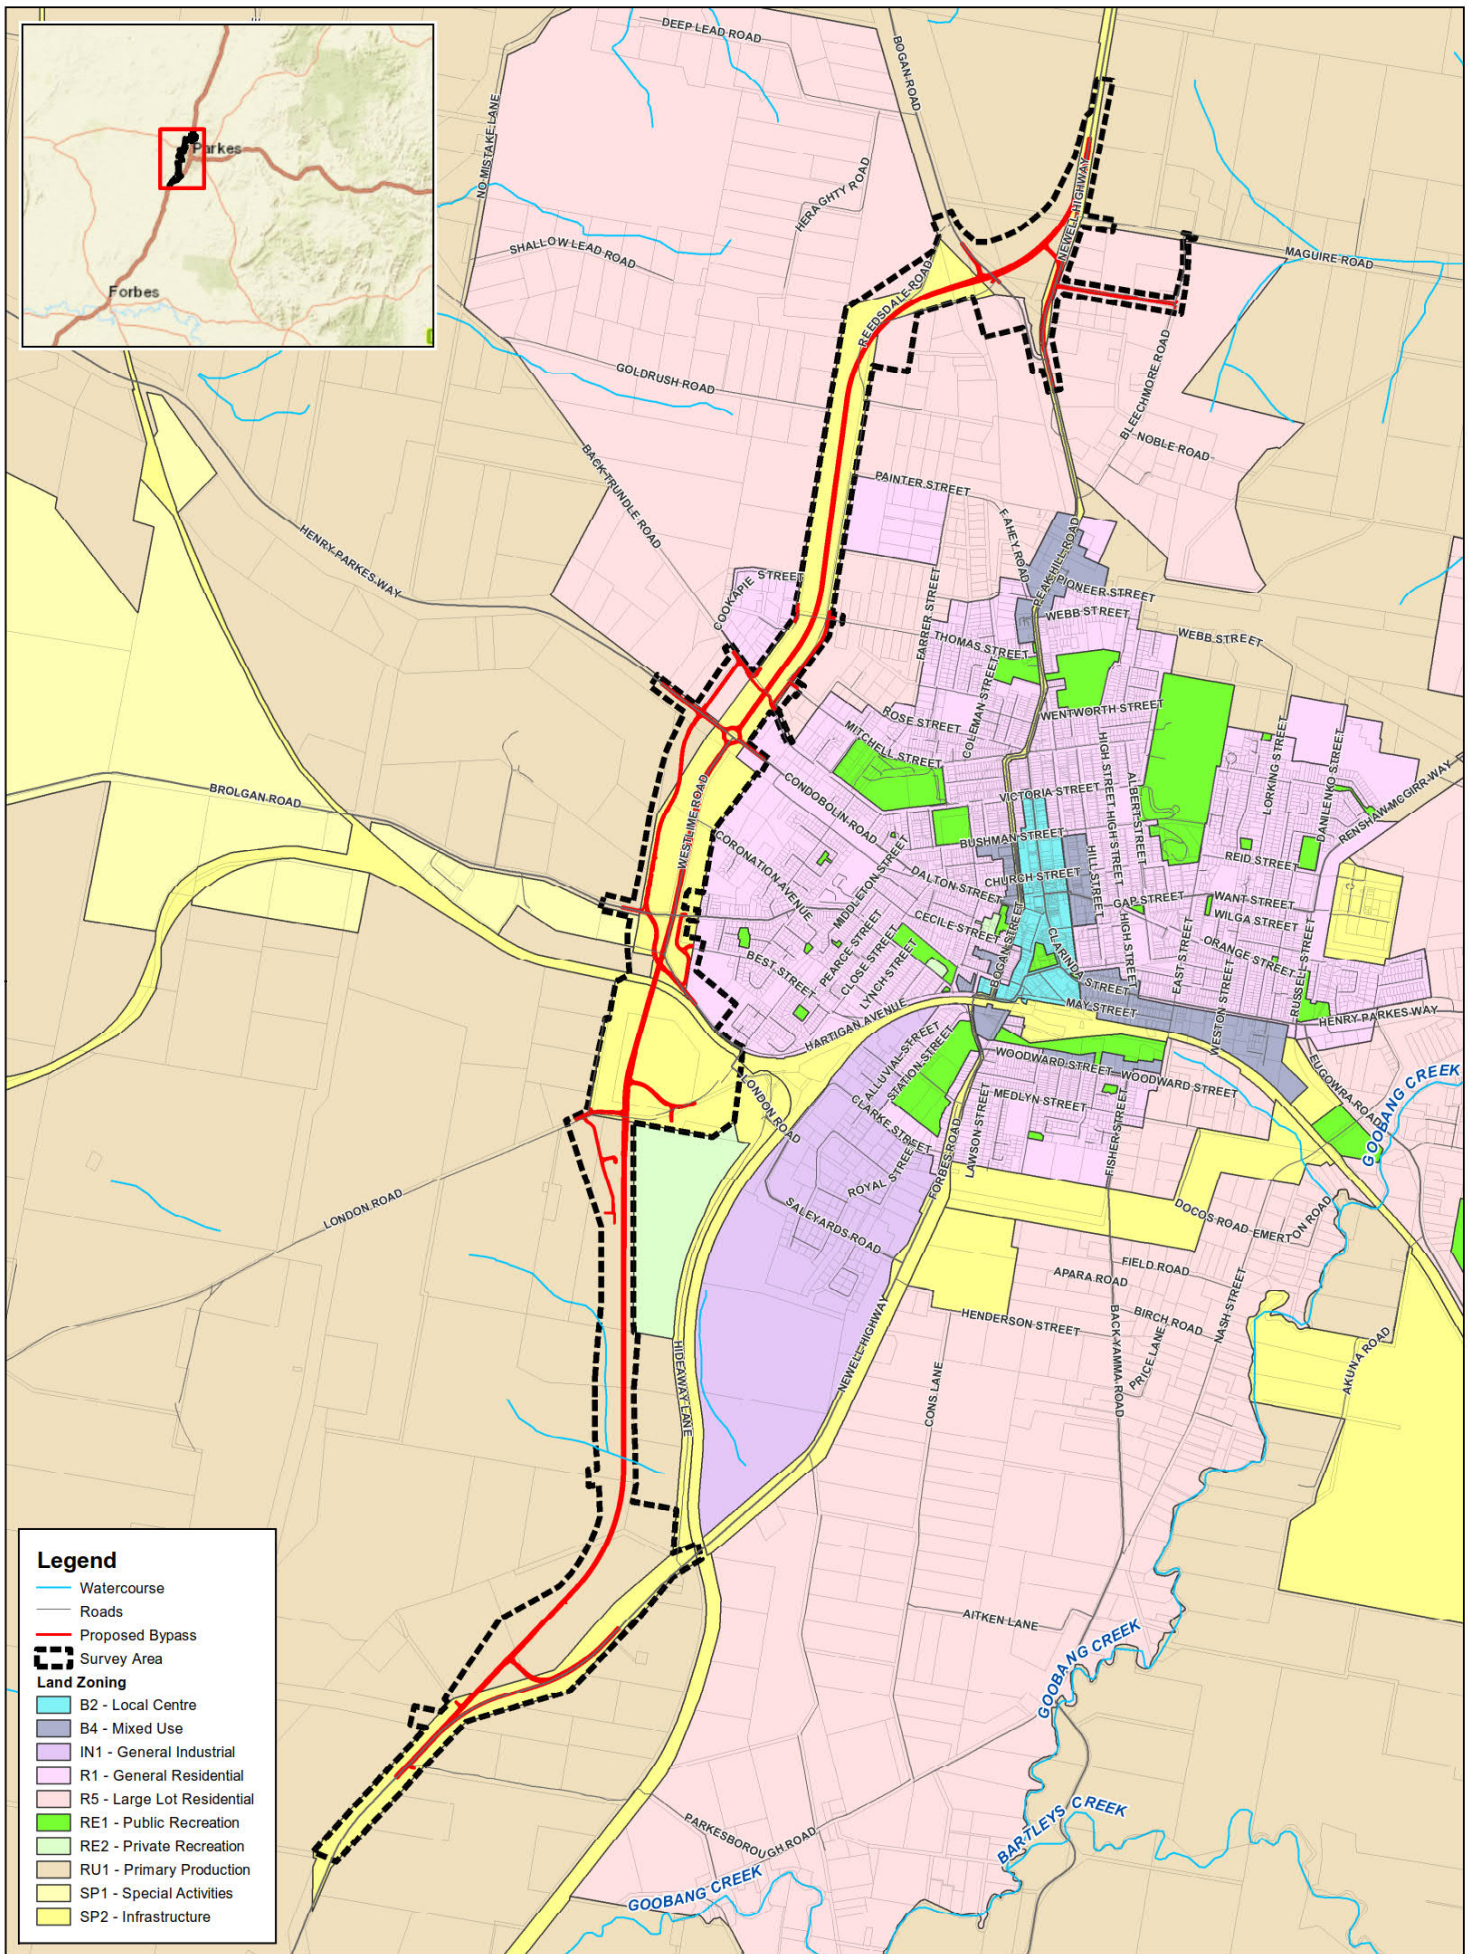 DEEP LEAD ROAD
BOGAN ROAD
NO MISTAKE LANE
Parkes
Forbes
HERAGHTY ROAD
NEWELL HIGHWAY
SHALLOW LEAD ROAD
MAGUIRE ROAD
REEDSDALE ROAD
GOLDRUSH ROAD
BLEECHMORE ROAD
NOBLE ROAD
BACK TRUNDLE ROAD
PAINTER STREET
HENRY PARKES WAY
FAHEY ROAD
PEAK HILL ROAD
COOKAPIE STREET
PIONEER STREET
FARRER STREET
WEBB STREET
WEBB STREET
THOMAS STREET
COLEMAN STREET
ROSE STREET
WENTWORTH STREET
MITCHELL STREET
HIGH STREET
LORKING STREET
DANILENKO STREET
RENSHAW-MCGIRR-WAY
BROLGAN ROAD
WESTLIME ROAD
CONDOBOLIN ROAD
VICTORIA STREET
ALBERT STREET
BUSHMAN STREET
CORONATION AVENUE
MIDDLETON STREET
DALTON STREET
CHURCH STREET
HILL STREET
HIGH STREET
REID STREET
GAP STREET
WANT STREET
WILGA STREET
CECILE STREET
PEARCE STREET
CLOSE STREET
LYNCH STREET
BOGAN STREET
CLARINDA STREET
HIGH STREET
EAST STREET
ORANGE STREET
RUSSELL STREET
BEST STREET
MAY STREET
WESTON STREET
HENRY PARKES WAY
HARTIGAN AVENUE
ALLUVIAL STREET
STATION STREET
WOODWARD STREET
WOODWARD STREET
EUGOWRA ROAD
GOOBANG CREEK
LONDON ROAD
CLARKE STREET
MEDLYN STREET
LAWSON STREET
FISHER STREET
FORBES ROAD
ROYAL STREET
LONDON ROAD
SALEYARDS ROAD
DOCOS ROAD
EMERTON ROAD
FIELD ROAD
APARA ROAD
HENDERSON STREET
BIRCH ROAD
NASH STREET
HIDEAWAY LANE
NEWELL HIGHWAY
CONS LANE
BACK YAMMA ROAD
PRICE LANE
AKUNA ROAD
Legend
Watercourse
Roads
Proposed Bypass
Survey Area
Land Zoning
B2 - Local Centre
B4 - Mixed Use
IN1 - General Industrial
R1 - General Residential
R5 - Large Lot Residential
RE1 - Public Recreation
RE2 - Private Recreation
RU1 - Primary Production
SP1 - Special Activities
SP2 - Infrastructure
AITKEN LANE
GOOBANG CREEK
PARKESBOROUGH ROAD
BARTLEYS CREEK
GOOBANG CREEK